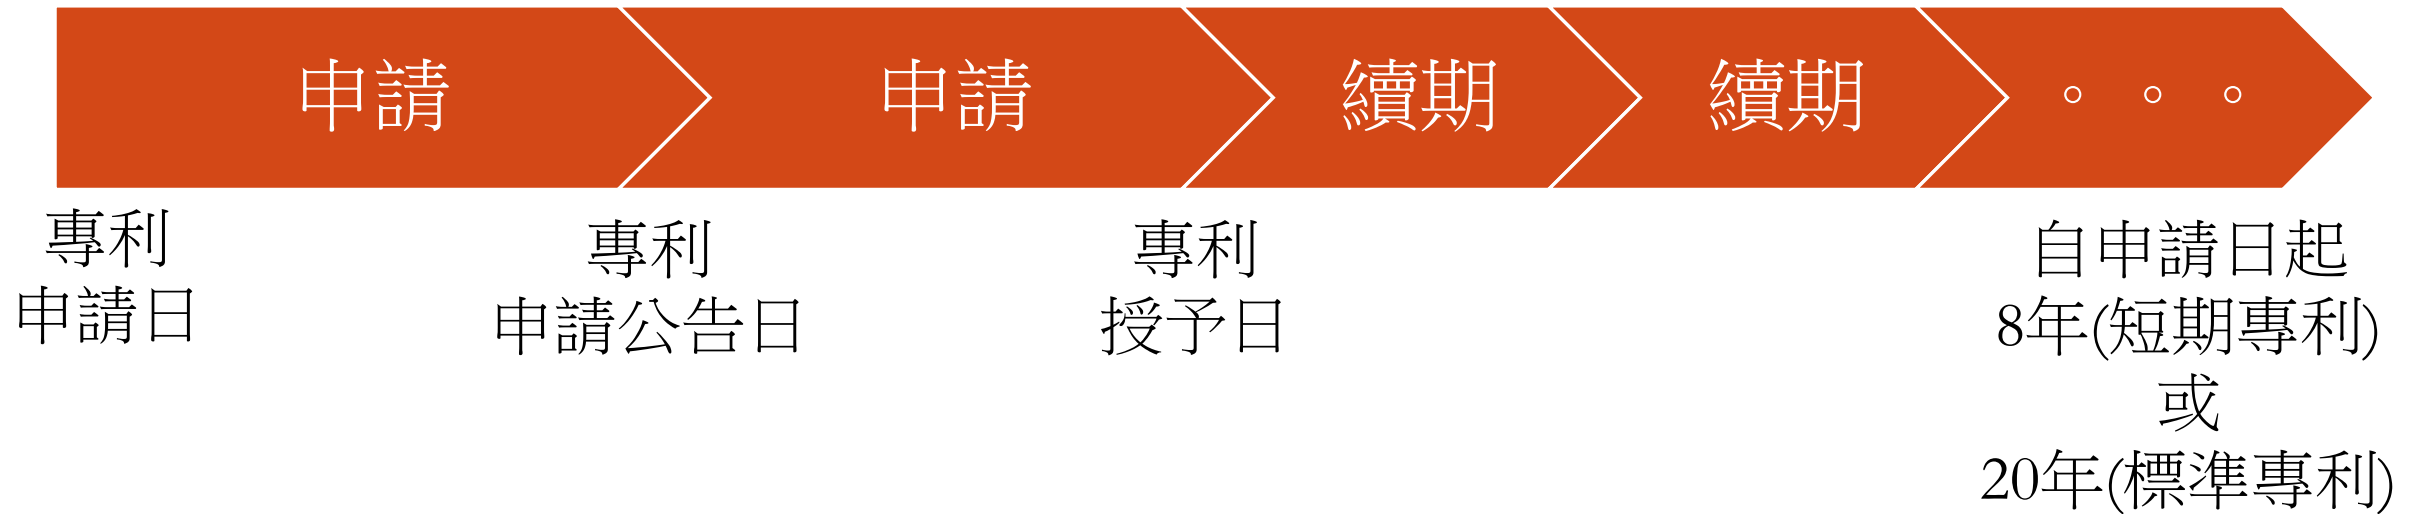 申請
申請
續期
續期
。。。
專利
申請日
專利
申請公告日
專利
授予日
自申請日起
8年(短期專利)
或
20年(標準專利)